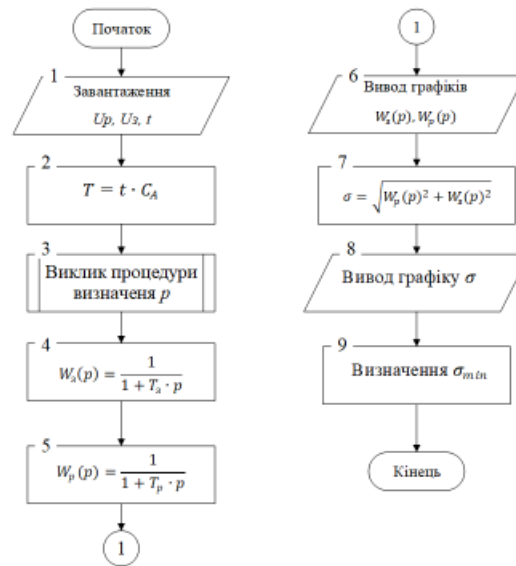 Початок
1
Завантаження
Up, Uз, t
2
T = t · C_A
3
Виклик процедури
визначеня p
4
W_з(p) = 1 / (1 + T_з · p)
5
W_p(p) = 1 / (1 + T_p · p)
1
1
6
Вивод графіків
W_з(p), W_p(p)
7
σ = √(W_p(p)² + W_з(p)²)
8
Вивод графіку σ
9
Визначення σ_min
Кінець